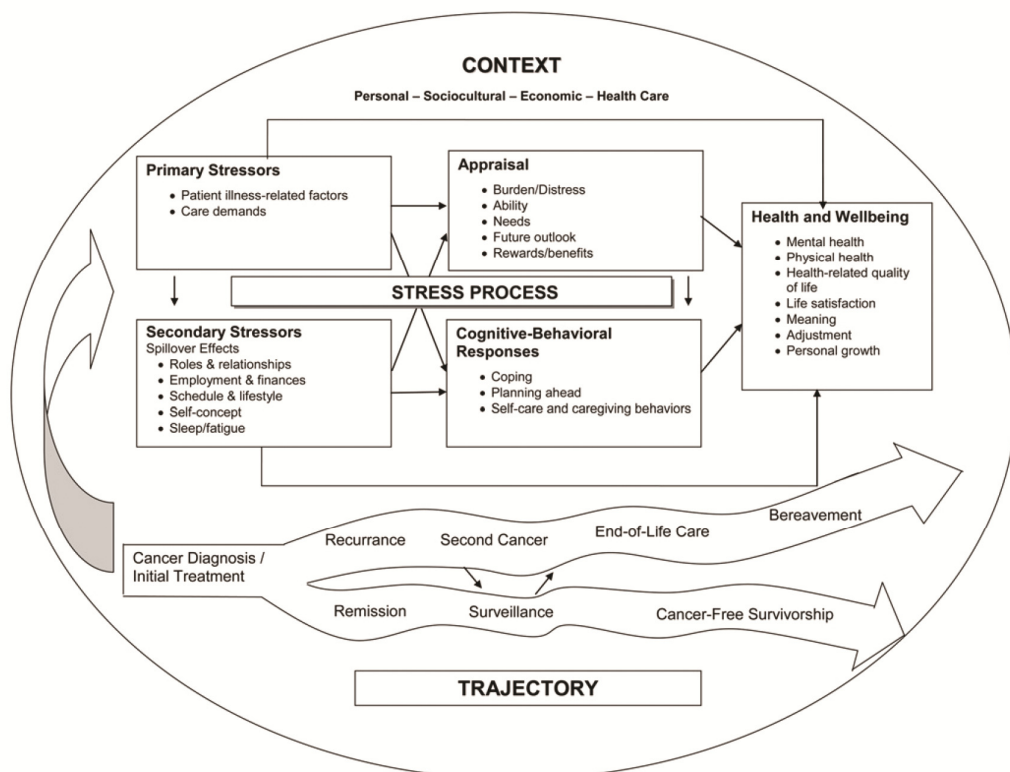 CONTEXT
Personal – Sociocultural – Economic – Health Care
Primary Stressors
• Patient illness-related factors
• Care demands
Appraisal
• Burden/Distress
• Ability
• Needs
• Future outlook
• Rewards/benefits
Health and Wellbeing
• Mental health
• Physical health
• Health-related quality
of life
• Life satisfaction
• Meaning
• Adjustment
• Personal growth
STRESS PROCESS
Secondary Stressors
Spillover Effects
• Roles & relationships
• Employment & finances
• Schedule & lifestyle
• Self-concept
• Sleep/fatigue
Cognitive-Behavioral
Responses
• Coping
• Planning ahead
• Self-care and caregiving behaviors
Cancer Diagnosis /
Initial Treatment
Recurrance
Second Cancer
End-of-Life Care
Bereavement
Remission
Surveillance
Cancer-Free Survivorship
TRAJECTORY